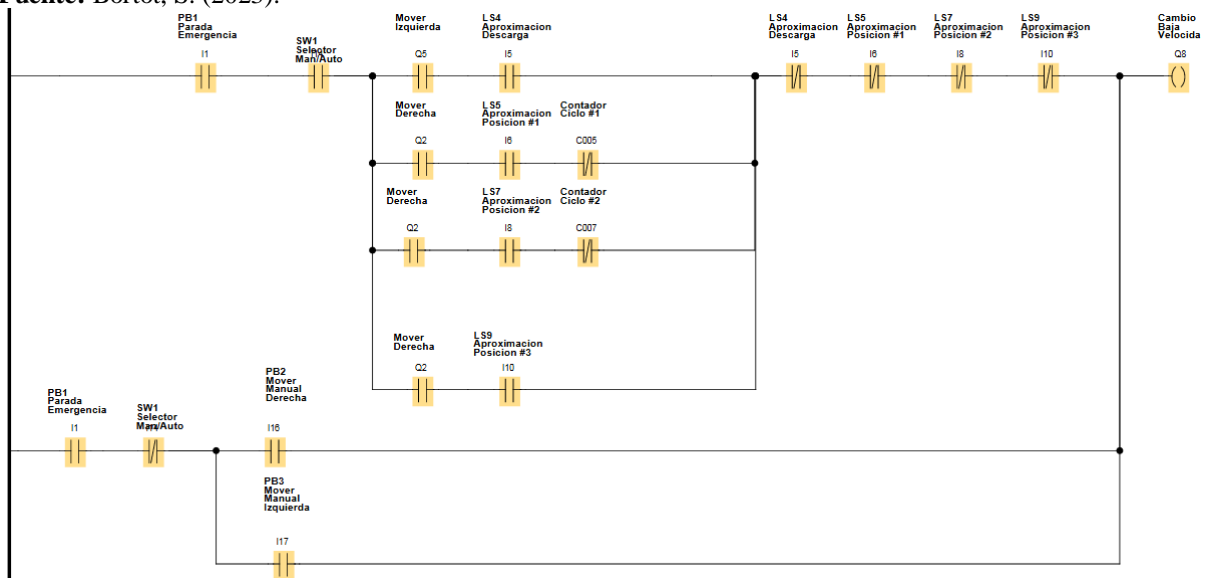 Fuente: Bortot, S. (2023).
PB1
Parada
Emergencia
I1
SW1
Selector
Man/Auto
Mover
Izquierda
Q5
LS4
Aproximacion
Descarga
I5
LS4
Aproximacion
Descarga
I5
LS5
Aproximacion
Posicion #1
I6
LS7
Aproximacion
Posicion #2
I8
LS9
Aproximacion
Posicion #3
I10
Cambio
Baja
Velocida
Q8
Mover
Derecha
Q2
LS5
Aproximacion
Posicion #1
I6
Contador
Ciclo #1
C005
Mover
Derecha
Q2
LS7
Aproximacion
Posicion #2
I8
Contador
Ciclo #2
C007
Mover
Derecha
Q2
LS9
Aproximacion
Posicion #3
I10
PB1
Parada
Emergencia
I1
SW1
Selector
Man/Auto
PB2
Mover
Manual
Derecha
I16
PB3
Mover
Manual
Izquierda
I17